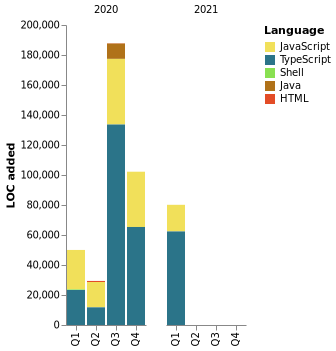 2020 2021
Language
JavaScript
TypeScript
Shell
Java
HTML
LOC added
200,000
180,000
160,000
140,000
120,000
100,000
80,000
60,000
40,000
20,000
0
Q1 Q2 Q3 Q4 Q1 Q2 Q3 Q4